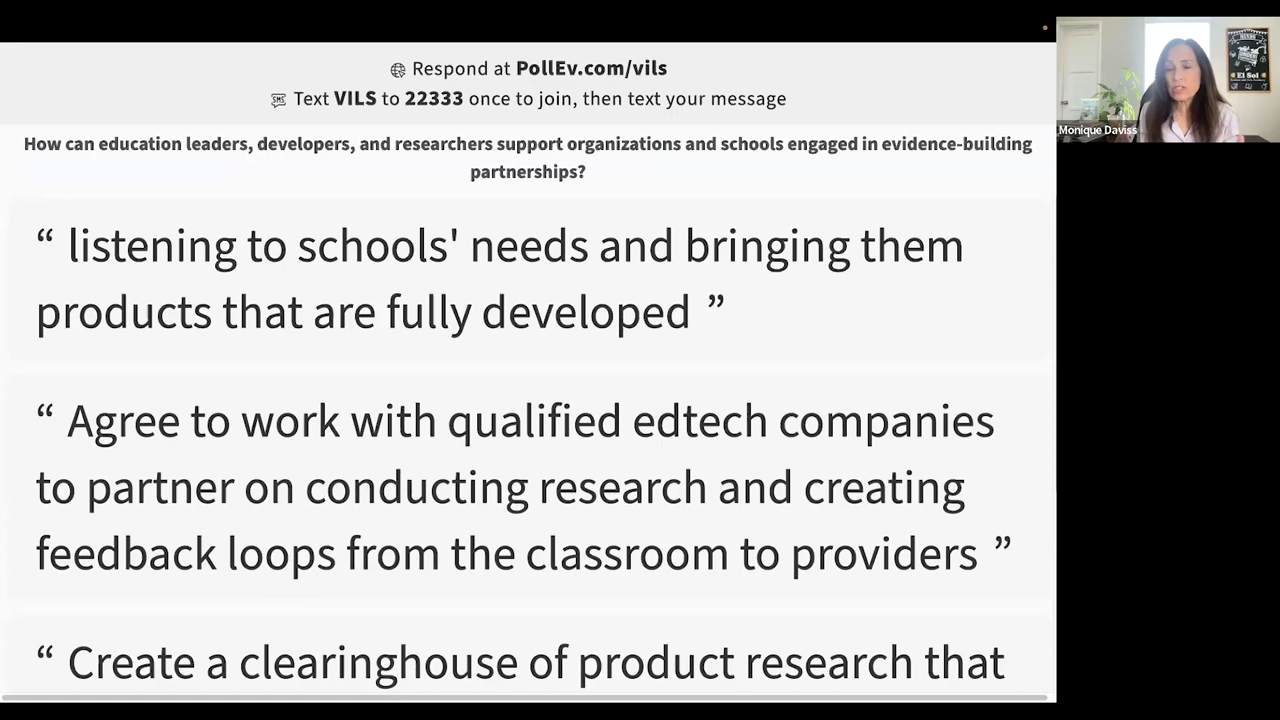 Respond at PollEv.com/vils
Text VILS to 22333 once to join, then text your message
How can education leaders, developers, and researchers support organizations and schools engaged in evidence-building
partnerships?
“ listening to schools' needs and bringing them
products that are fully developed ”
“ Agree to work with qualified edtech companies
to partner on conducting research and creating
feedback loops from the classroom to providers ”
“ Create a clearinghouse of product research that
El Sol
Monique Daviss